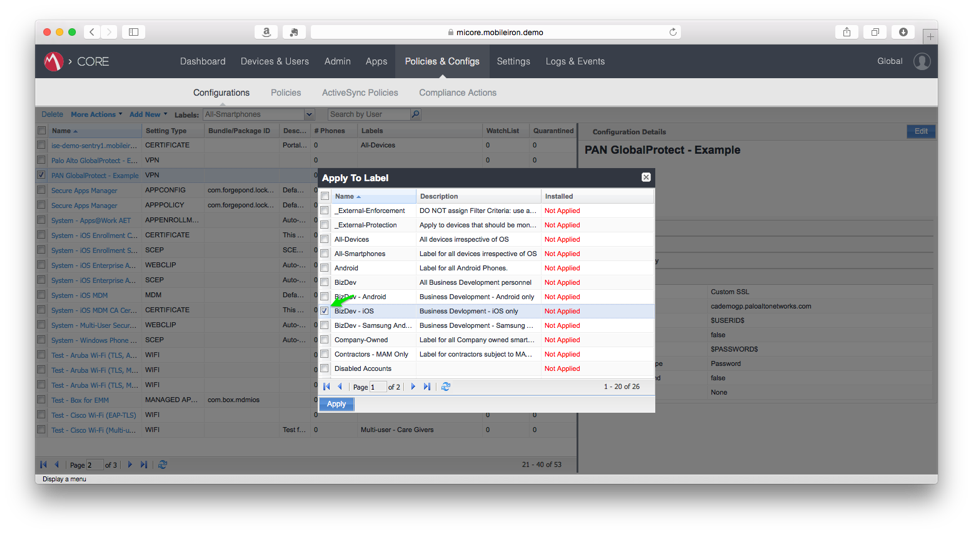 micore.mobileiron.demo
CORE
Dashboard Devices & Users Admin Apps Policies & Configs Settings Logs & Events Global
Configurations Policies ActiveSync Policies Compliance Actions
Delete More Actions Add New Labels: All-Smartphones Search by User
Name Setting Type Bundle/Package ID Desc... # Phones Labels WatchList Quarantined
ise-demo-sentry1.mobileir... CERTIFICATE Portal... 0 All-Devices 0 0
Palo Alto GlobalProtect - E... VPN 0 0 0
PAN GlobalProtect - Example VPN
Secure Apps Manager APPCONFIG com.forgepond.lock... Defa...
Secure Apps Manager APPPOLICY com.forgepond.lock... Defa...
System - Apps@Work AET APPENROLLM... Auto-...
System - iOS Enrollment C... CERTIFICATE This ...
System - iOS Enrollment S... SCEP SCE...
System - iOS Enterprise A... WEBCLIP Auto-...
System - iOS Enterprise A... SCEP Auto-...
System - iOS MDM MDM Defa...
System - iOS MDM CA Cer... CERTIFICATE This ...
System - Multi-User Secur... WEBCLIP Auto-...
System - Windows Phone ... SCEP Auto-...
Test - Aruba Wi-Fi (TLS, A... WIFI
Test - Aruba Wi-Fi (TLS, M... WIFI
Test - Aruba Wi-Fi (TLS, M... WIFI
Test - Box for EMM MANAGED AP... com.box.mdmios
Test - Cisco Wi-Fi (EAP-TLS) WIFI 0 0 0
Test - Cisco Wi-Fi (Multi-u... WIFI Test f... 0 Multi-user - Care Givers 0 0
Page 2 of 3 21 - 40 of 53
Display a menu
Configuration Details Edit
PAN GlobalProtect - Example
Custom SSL
cademogp.paloaltonetworks.com
$USERID$
false
$PASSWORD$
Password
false
None
Apply To Label
Name Description Installed
_External-Enforcement DO NOT assign Filter Criteria: use a... Not Applied
_External-Protection Apply to devices that should be mon... Not Applied
All-Devices All devices irrespective of OS Not Applied
All-Smartphones Label for all devices irrespective of OS Not Applied
Android Label for all Android Phones. Not Applied
BizDev All Business Development personnel Not Applied
BizDev - Android Business Development - Android only Not Applied
BizDev - iOS Business Devlopment - iOS only Not Applied
BizDev - Samsung And... Business Development - Samsung ... Not Applied
Company-Owned Label for all Company owned smart... Not Applied
Contractors - MAM Only Label for contractors subject to MA... Not Applied
Disabled Accounts Not Applied
Page 1 of 2 1 - 20 of 26
Apply